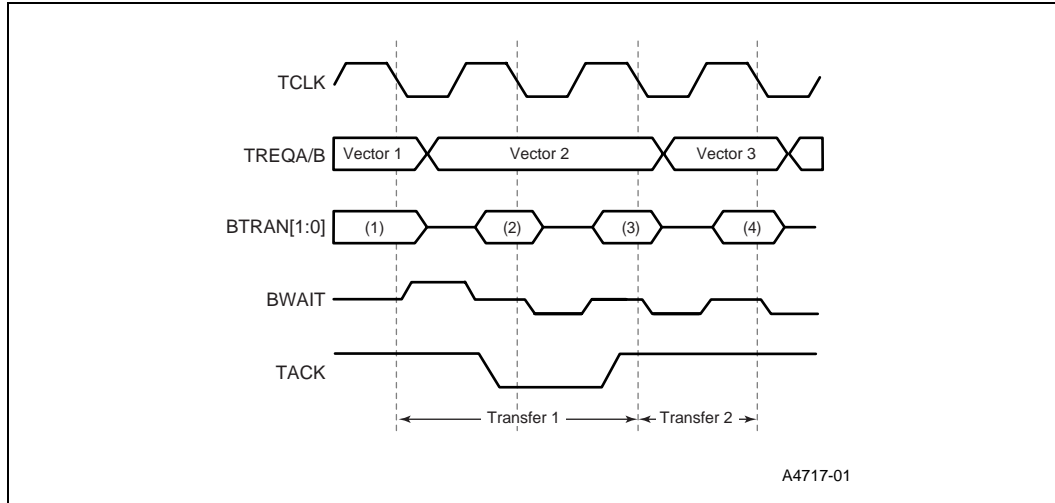 TCLK
TREQA/B Vector 1 Vector 2 Vector 3
BTRAN[1:0] (1) (2) (3) (4)
BWAIT
TACK
Transfer 1 Transfer 2
A4717-01